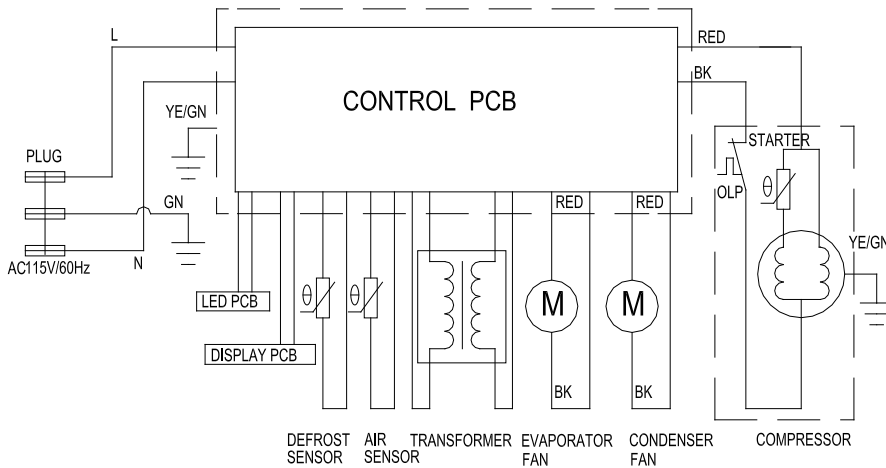 L
RED
BK
CONTROL PCB
YE/GN
STARTER
PLUG
θ
OLP
GN
RED
RED
YE/GN
N
AC115V/60Hz
LED PCB
θ
θ
M
M
DISPLAY PCB
BK
BK
DEFROST
SENSOR
AIR
SENSOR
TRANSFORMER
EVAPORATOR
FAN
CONDENSER
FAN
COMPRESSOR